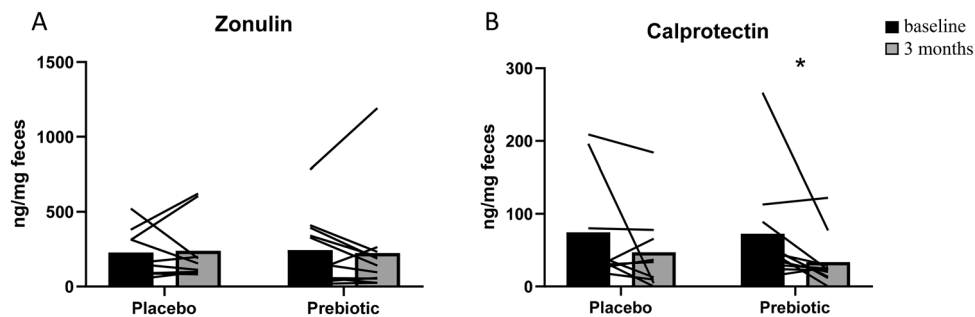 A
Zonulin
ng/mg feces
1500
1000
500
0
Placebo
Prebiotic
B
Calprotectin
ng/mg feces
300
200
100
0
*
Placebo
Prebiotic
baseline
3 months